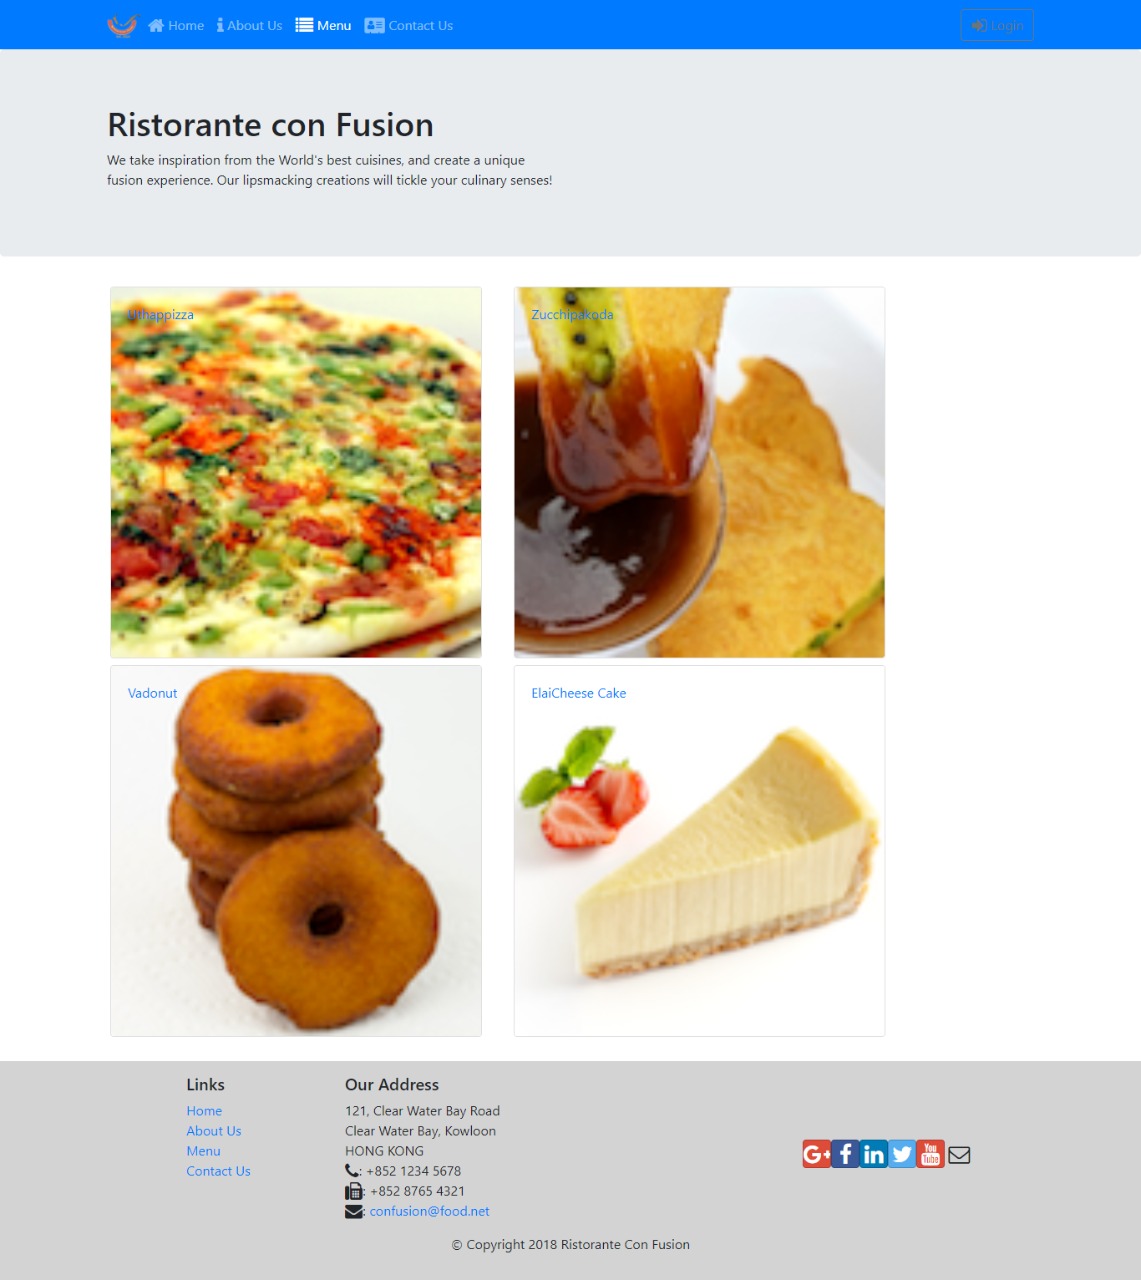 Home About Us Menu Contact Us Login
Ristorante con Fusion
We take inspiration from the World's best cuisines, and create a unique
fusion experience. Our lipsmacking creations will tickle your culinary senses!
Uthappizza
Zucchipakoda
Vadonut
ElaiCheese Cake
Links
Home
About Us
Menu
Contact Us
Our Address
121, Clear Water Bay Road
Clear Water Bay, Kowloon
HONG KONG
: +852 1234 5678
: +852 8765 4321
: confusion@food.net
G+ f in You Tube
© Copyright 2018 Ristorante Con Fusion